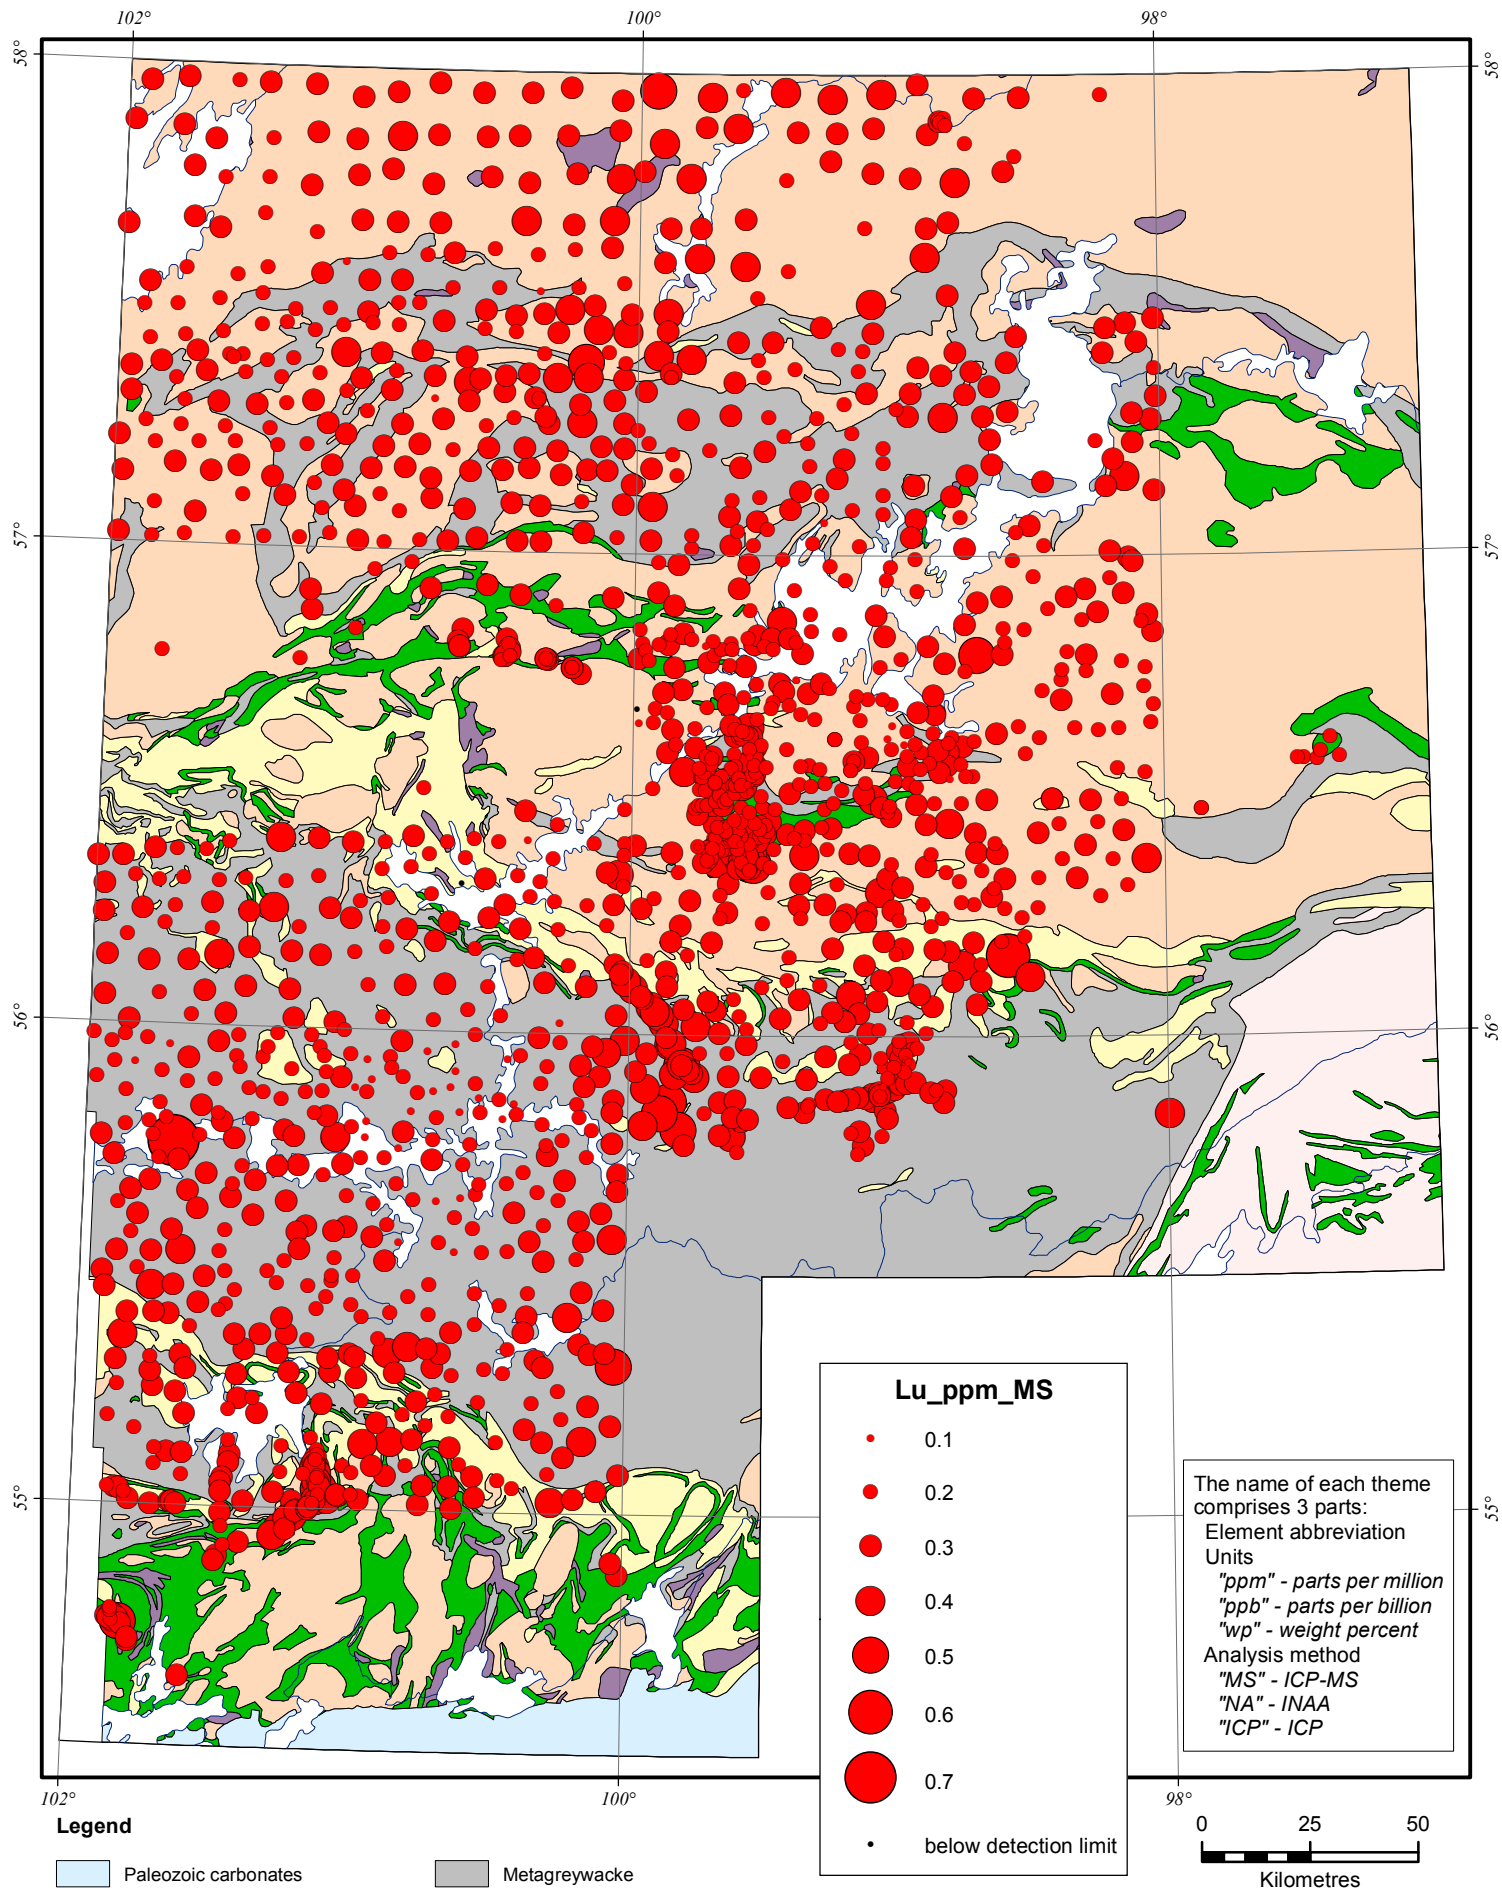 102°
100°
98°
58°
58°
57°
57°
56°
56°
55°
55°
Lu_ppm_MS
0.1
0.2
0.3
0.4
0.5
0.6
0.7
below detection limit
The name of each theme
comprises 3 parts:
Element abbreviation
Units
"ppm" - parts per million
"ppb" - parts per billion
"wp" - weight percent
Analysis method
"MS" - ICP-MS
"NA" - INAA
"ICP" - ICP
102°
100°
98°
Legend
Paleozoic carbonates
Metagreywacke
0 25 50
Kilometres